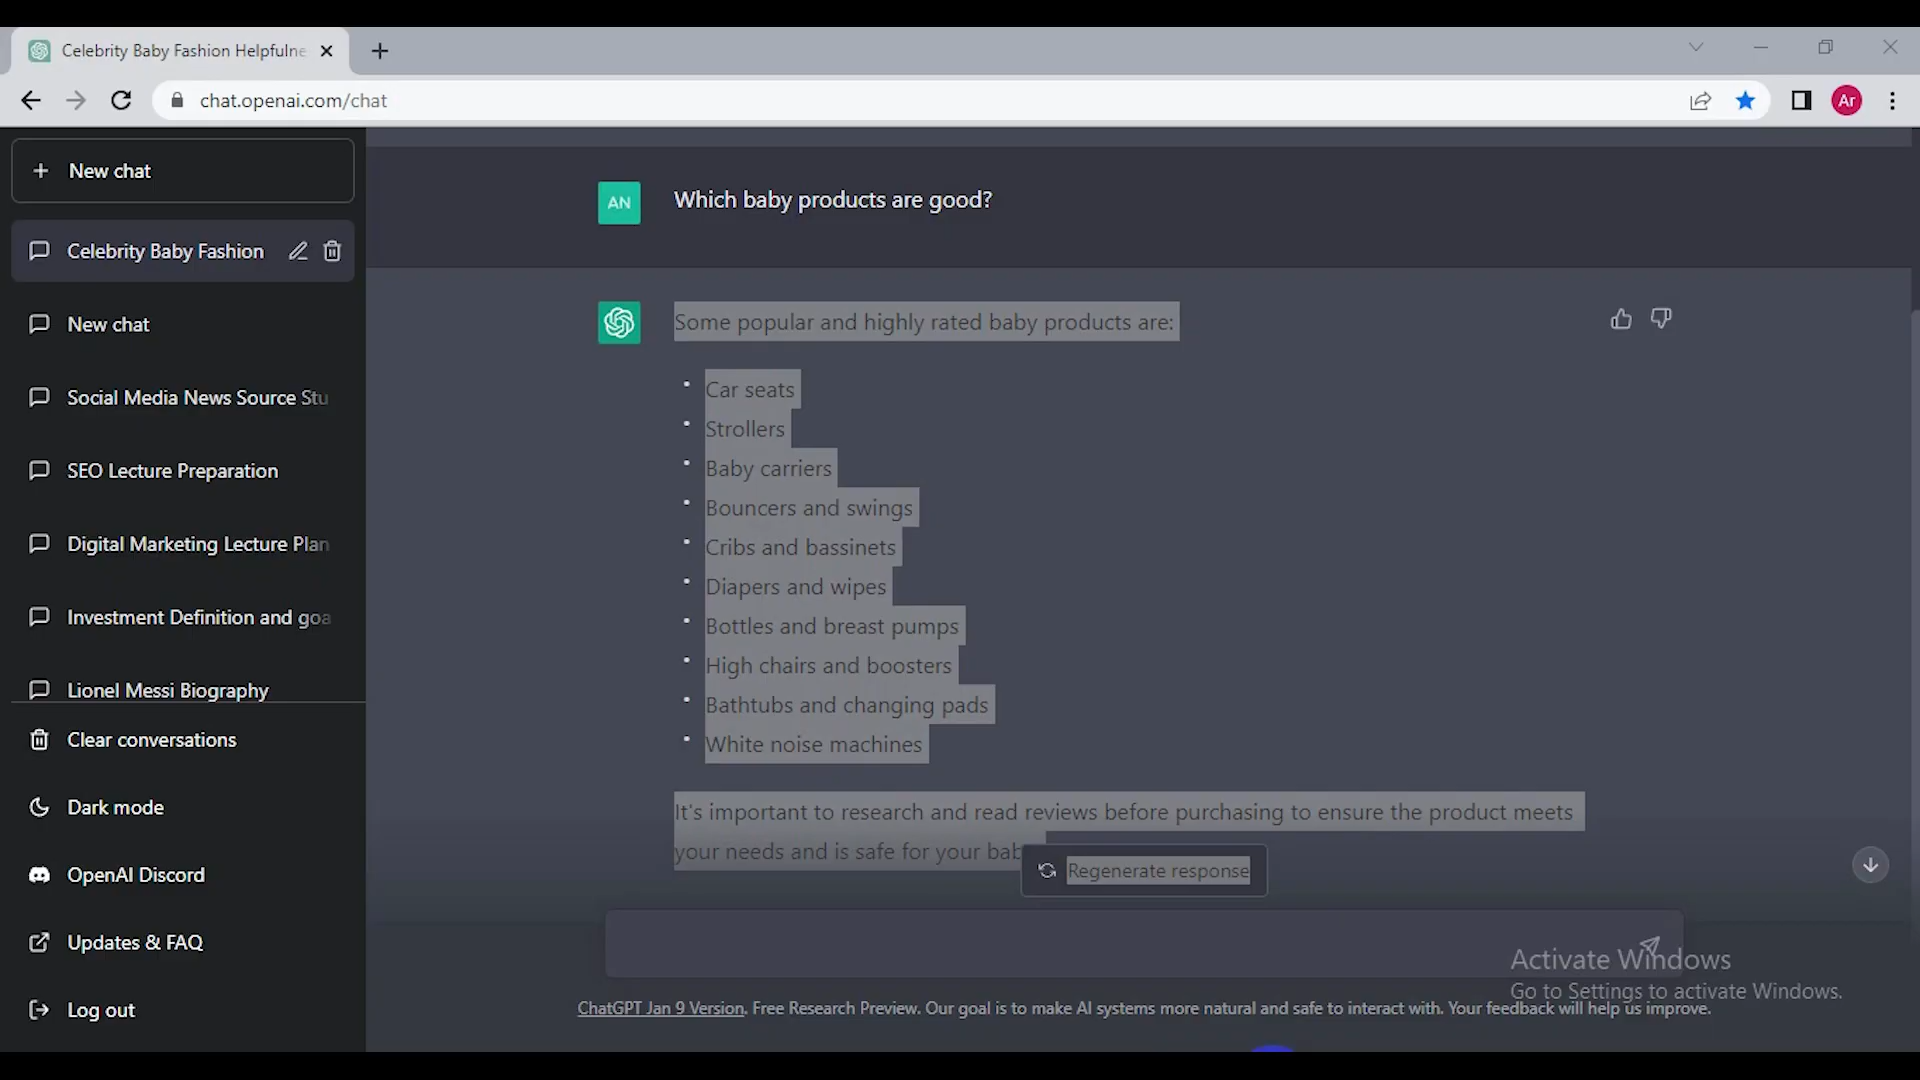 Celebrity Baby Fashion Helpfulne
chat.openai.com/chat
Ar
New chat
Celebrity Baby Fashion
New chat
Social Media News Source Stu
SEO Lecture Preparation
Digital Marketing Lecture Plan
Investment Definition and goa
Lionel Messi Biography
Clear conversations
Dark mode
OpenAI Discord
Updates & FAQ
Log out
AN
Which baby products are good?
Some popular and highly rated baby products are:
Car seats
Strollers
Baby carriers
Bouncers and swings
Cribs and bassinets
Diapers and wipes
Bottles and breast pumps
High chairs and boosters
Bathtubs and changing pads
White noise machines
It's important to research and read reviews before purchasing to ensure the product meets
your needs and is safe for your bab
Regenerate response
Activate Windows
Go to Settings to activate Windows.
ChatGPT Jan 9 Version. Free Research Preview. Our goal is to make AI systems more natural and safe to interact with. Your feedback will help us improve.